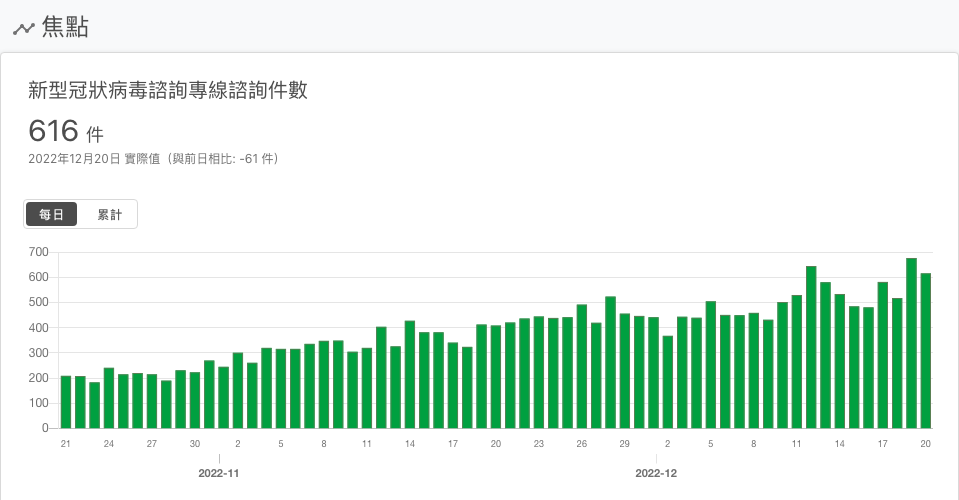 焦點
新型冠狀病毒諮詢專線諮詢件數
616 件
2022年12月20日 實際值（與前日相比: -61 件）
每日 累計
700
600
500
400
300
200
100
0
21 24 27 30 2 5 8 11 14 17 20 23 26 29 2 5 8 11 14 17 20
2022-11 2022-12